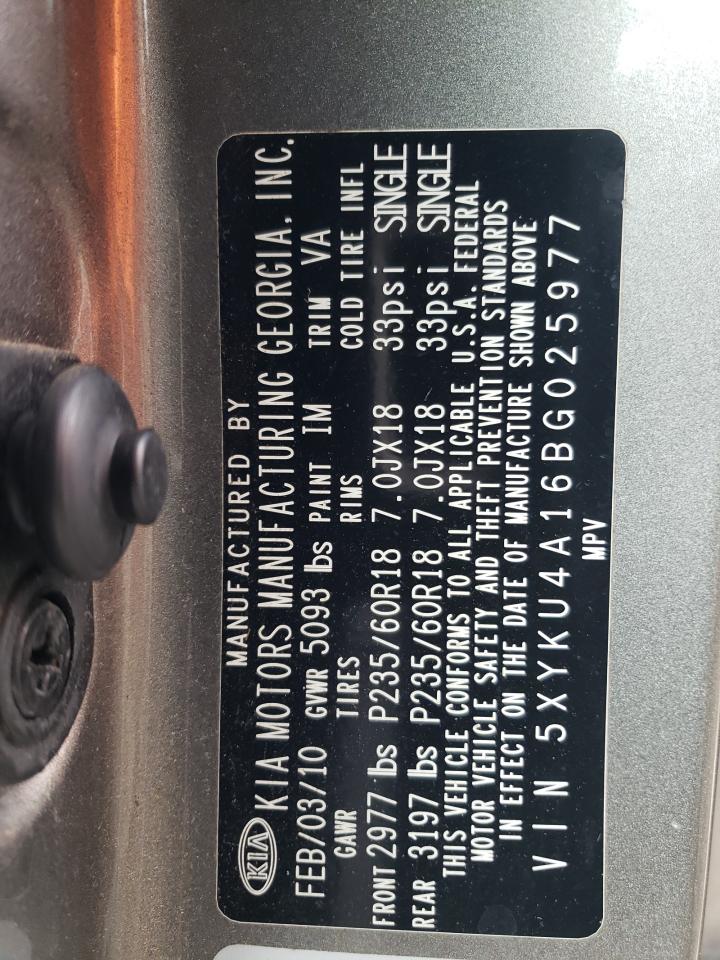 MANUFACTURED BY
KIA KIA MOTORS MANUFACTURING GEORGIA, INC.
FEB/03/10 GVWR 5093 lbs PAINT IM TRIM VA
GAWR TIRES RIMS COLD TIRE INFL
FRONT 2977 lbs P235/60R18 7.0JX18 33psi SINGLE
REAR 3197 lbs P235/60R18 7.0JX18 33psi SINGLE
THIS VEHICLE CONFORMS TO ALL APPLICABLE U.S.A. FEDERAL
MOTOR VEHICLE SAFETY AND THEFT PREVENTION STANDARDS
IN EFFECT ON THE DATE OF MANUFACTURE SHOWN ABOVE
VIN 5XYKU4A16BG025977
MPV